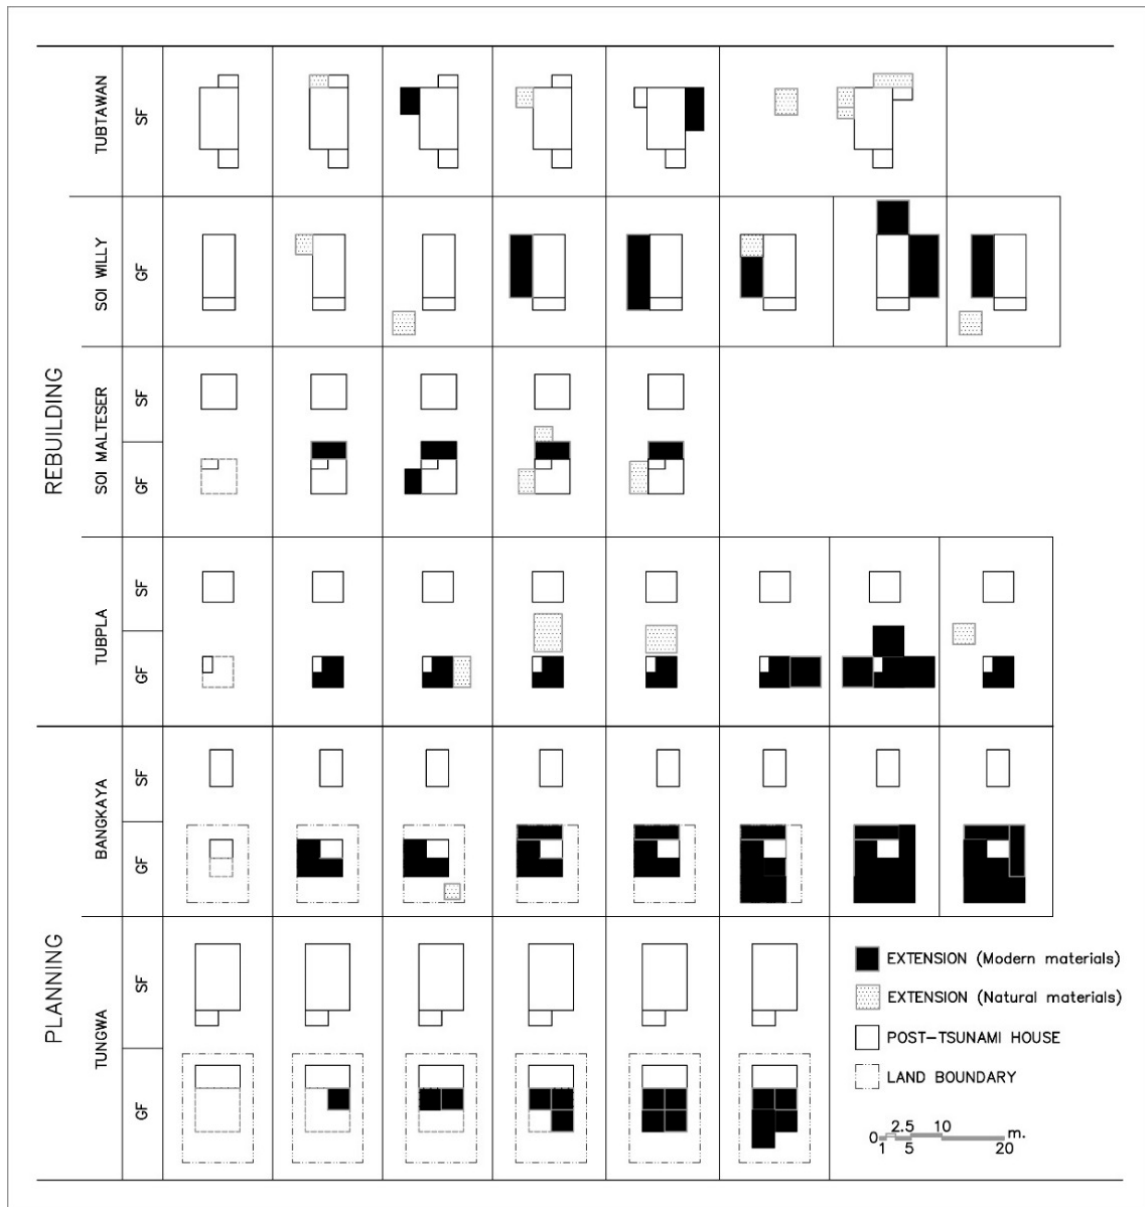 REBUILDING
TUBTAWAN
SF
SOI WILLY
GF
SOI MALTESER
SF
GF
TUBPLA
SF
GF
PLANNING
BANGKAYA
SF
GF
TUNGWA
SF
GF
EXTENSION (Modern materials)
EXTENSION (Natural materials)
POST-TSUNAMI HOUSE
LAND BOUNDARY
0 1 2.5 5 10 20 m.